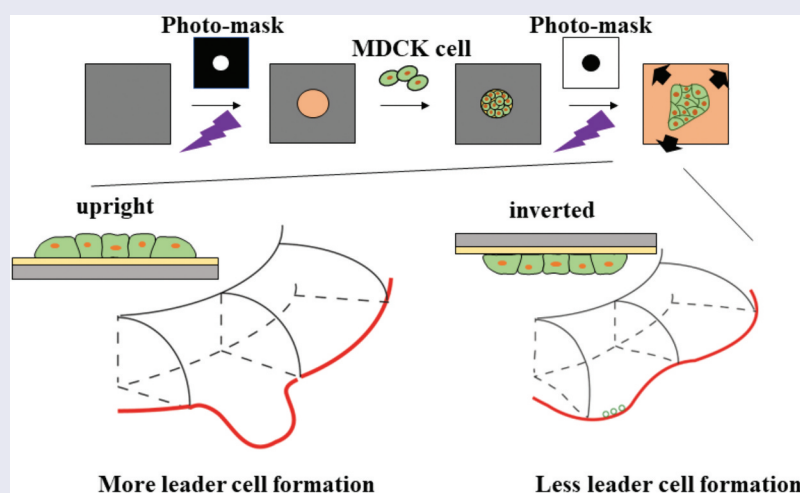 Photo-mask
MDCK cell
Photo-mask
upright
inverted
More leader cell formation
Less leader cell formation